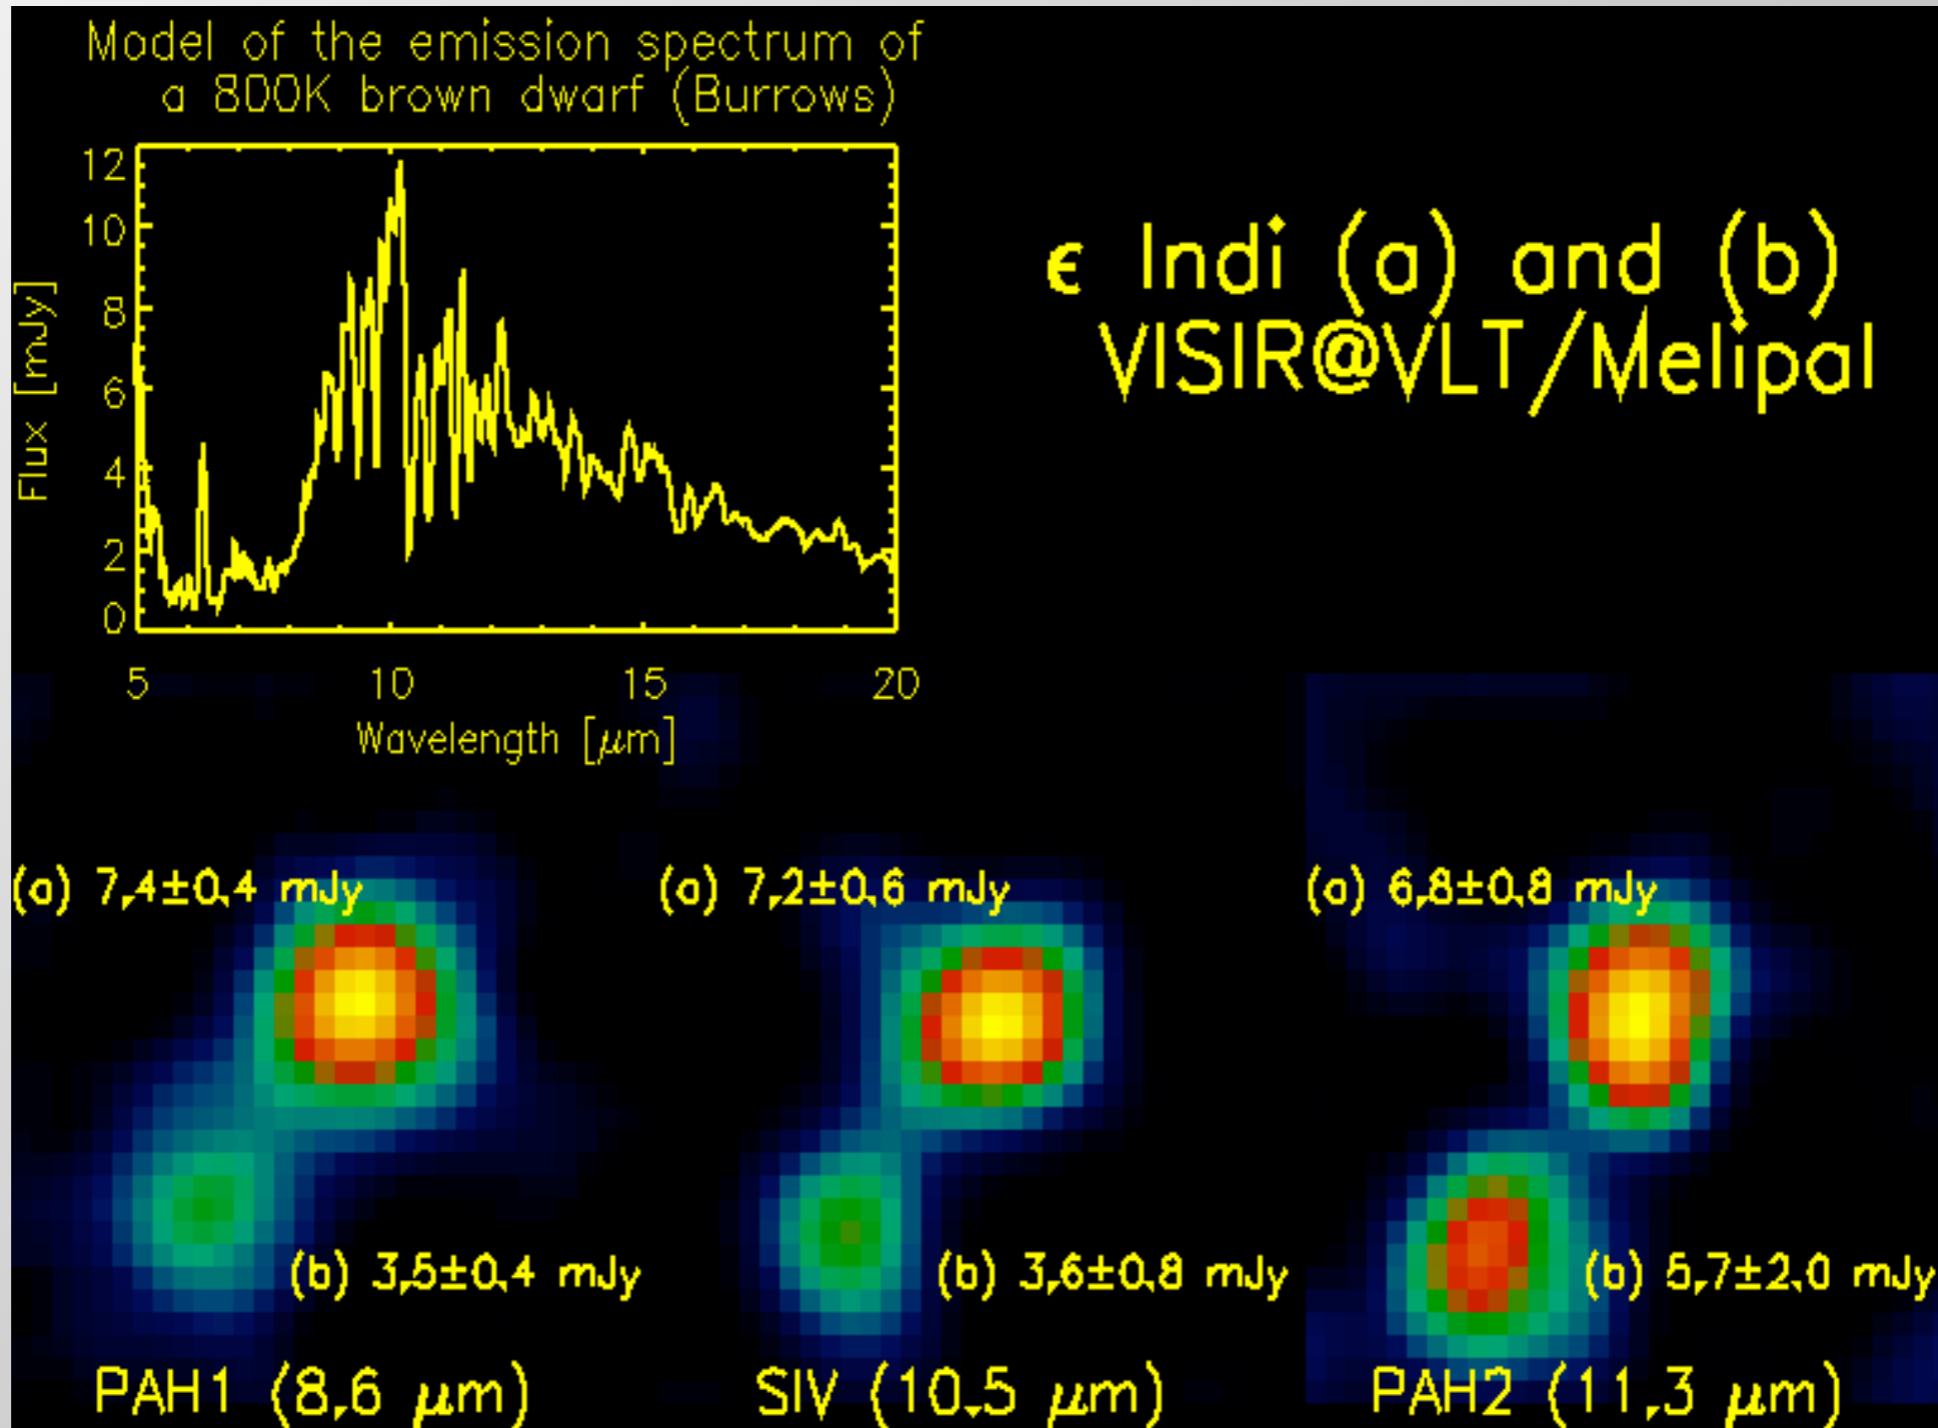 Model of the emission spectrum of
a 800K brown dwarf (Burrows)
12
10
8
6
4
2
0
Flux [mJy]
5 10 15 20
Wavelength [μm]
ϵ Indi (a) and (b)
VISIR@VLT/Melipal
(a) 7,4±0,4 mJy
(b) 3,5±0,4 mJy
PAH1 (8,6 μm)
(a) 7,2±0,6 mJy
(b) 3,6±0,8 mJy
SIV (10,5 μm)
(a) 6,8±0,8 mJy
(b) 5,7±2,0 mJy
PAH2 (11,3 μm)